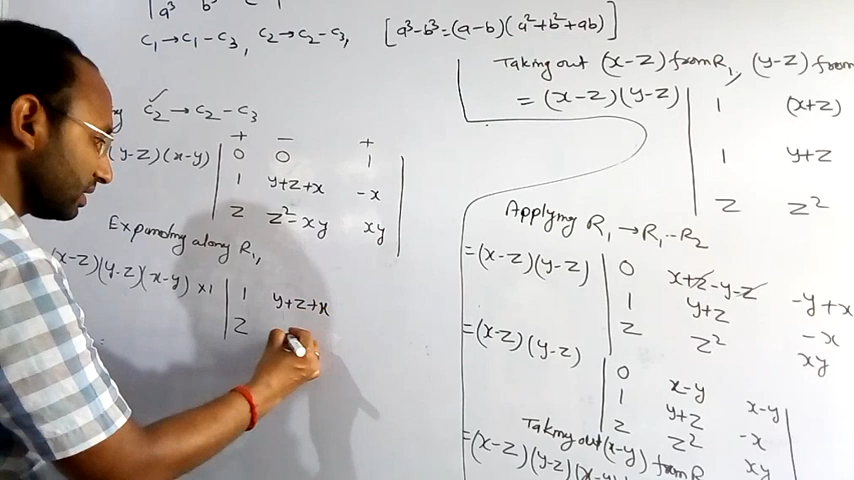 a³ b³ c
C₁→C₁-C₃, C₂→C₂-C₃, [a³-b³=(a-b)(a²+b²+ab)]
C₂→C₂-C₃
+ - +
(y-z)(x-y) | 0 0 1 |
1 y+z+x -x
z z²-xy xy
Expanding along R₁,
(x-z)(y-z)(x-y) x1 | 1 y+z+x
z
Taking out (x-z) from R₁, (y-z) from
=(x-z)(y-z) | 1 (x+z)
1 y+z
z z²
Applying R₁→R₁-R₂
=(x-z)(y-z) | 0 x+z-y-z -y+x
1 y+z -x
z z² xy
=(x-z)(y-z) | 0 x-y x-y |
1 y+z -x
z z² xy
Taking out (x-y) from R
=(x-z)(y-z)(x-y)